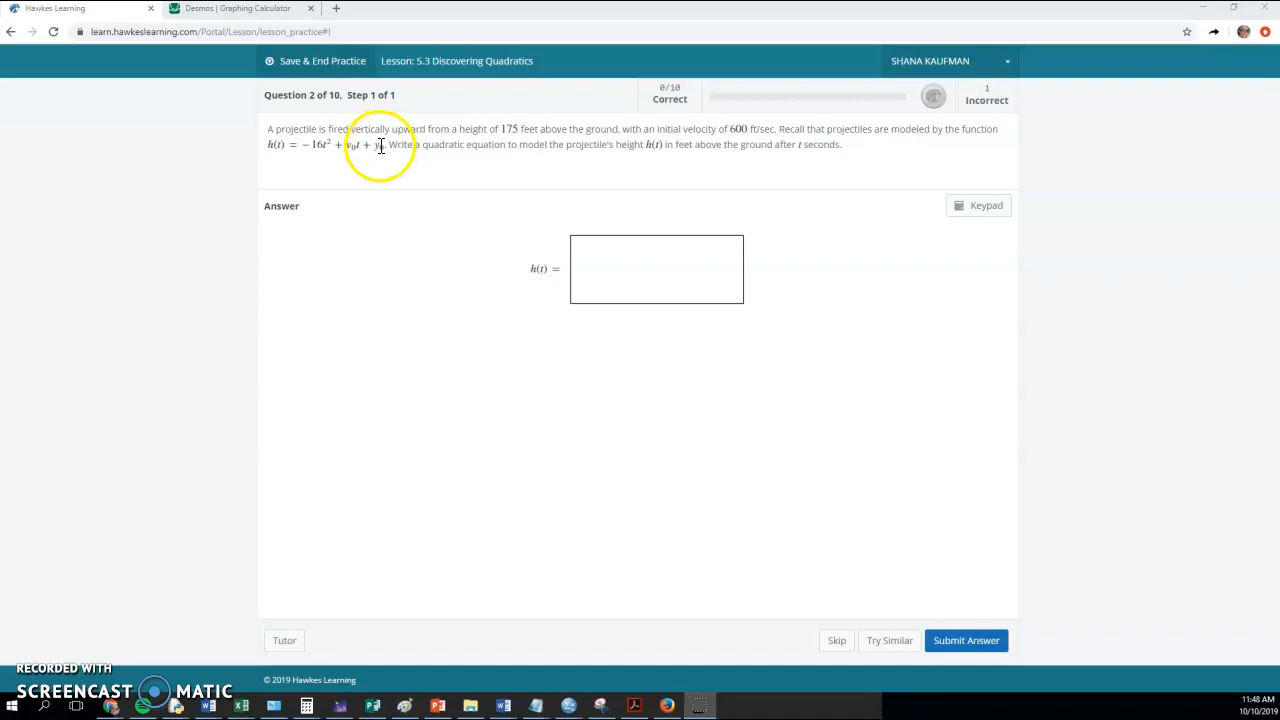 Hawkes Learning
Desmos | Graphing Calculator
learn.hawkeslearning.com/Portal/Lesson/lesson_practice#!
Save & End Practice
Lesson: 5.3 Discovering Quadratics
SHANA KAUFMAN
Question 2 of 10, Step 1 of 1
0/10
Correct
1
Incorrect
A projectile is fired vertically upward from a height of 175 feet above the ground, with an initial velocity of 600 ft/sec. Recall that projectiles are modeled by the function
h(t) = −16t² + v₀t + y₀. Write a quadratic equation to model the projectile's height h(t) in feet above the ground after t seconds.
Answer
Keypad
h(t) =
Tutor
Skip
Try Similar
Submit Answer
© 2019 Hawkes Learning
RECORDED WITH
SCREENCAST MATIC
11:48 AM
10/10/2019